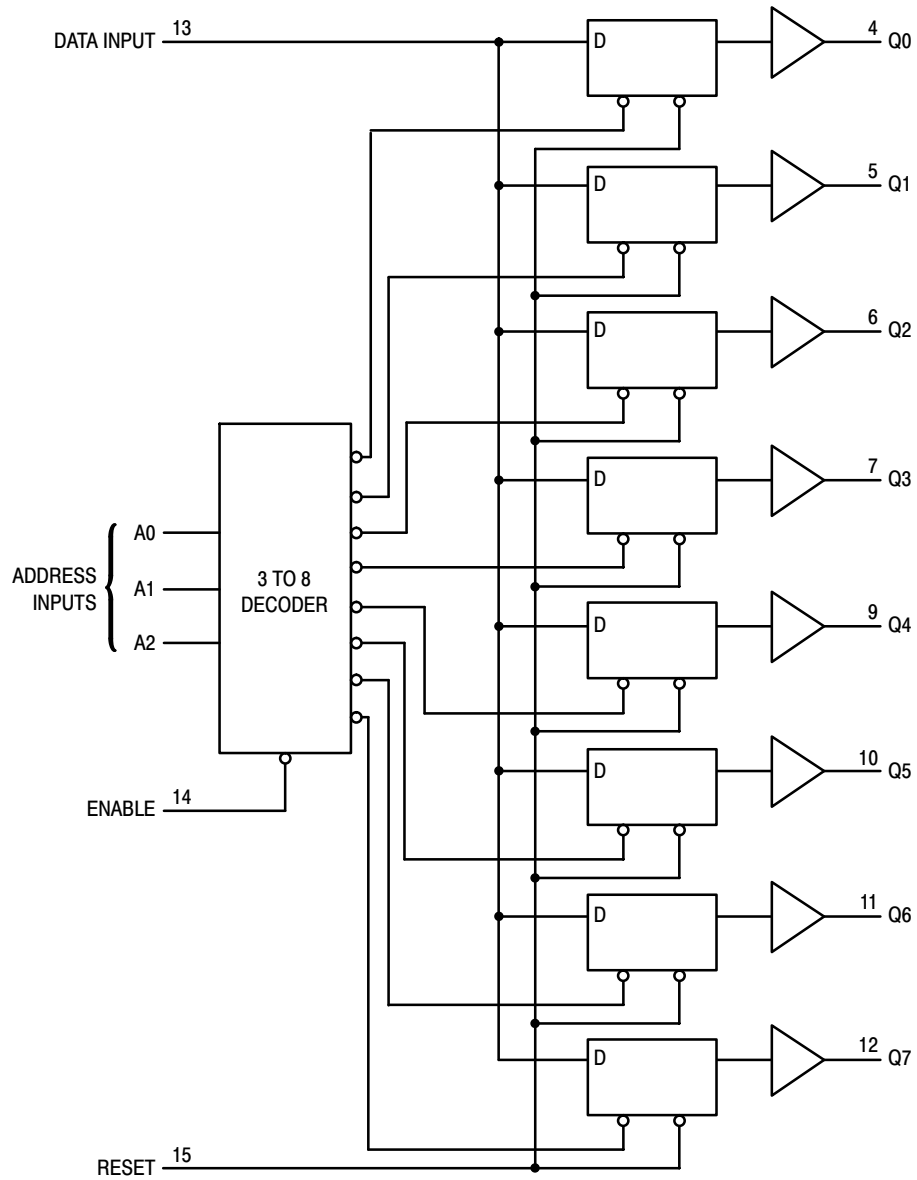 DATA INPUT 13
D
4 Q0
D
5 Q1
D
6 Q2
D
7 Q3
ADDRESS
INPUTS
A0
A1
A2
3 TO 8
DECODER
D
9 Q4
D
10 Q5
ENABLE 14
D
11 Q6
D
12 Q7
RESET 15